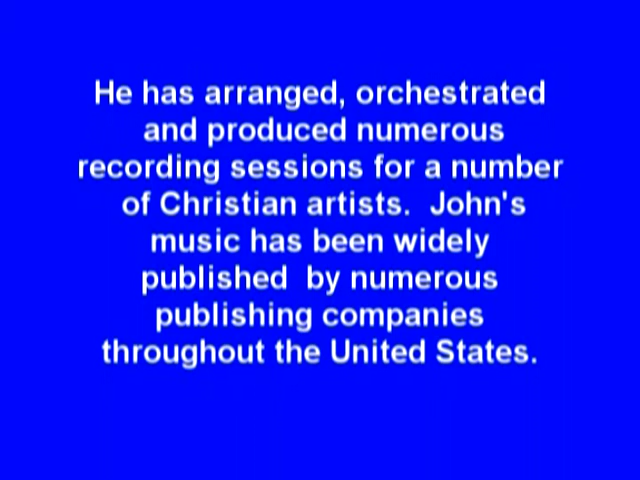 He has arranged, orchestrated
and produced numerous
recording sessions for a number
of Christian artists.  John's
music has been widely
published  by numerous
publishing companies
throughout the United States.